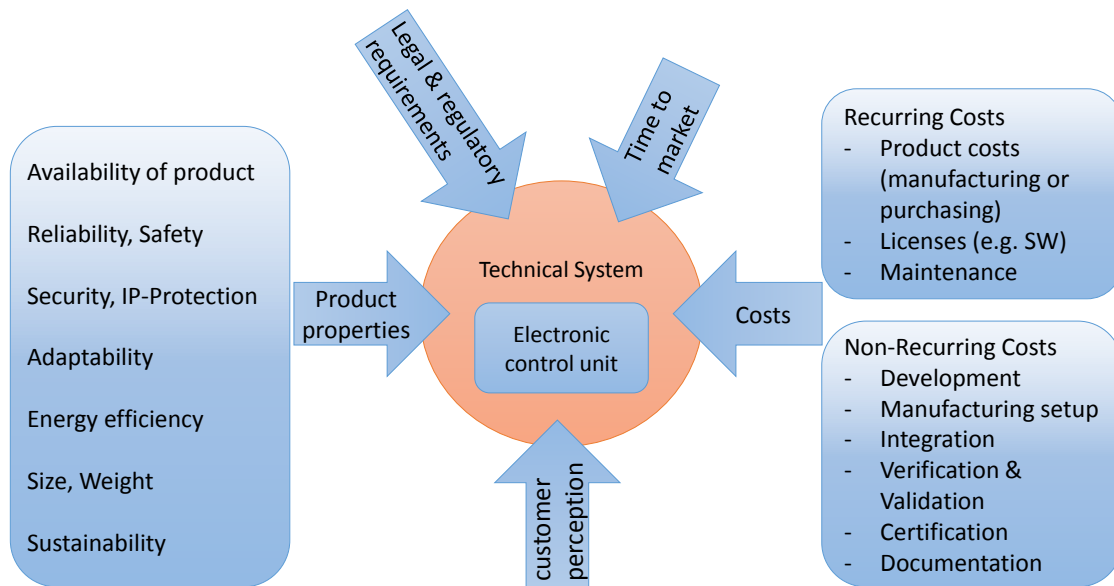 Legal & regulatory
requirements
Time to
market
Availability of product
Reliability, Safety
Security, IP-Protection
Adaptability
Energy efficiency
Size, Weight
Sustainability
Product
properties
Technical System
Electronic
control unit
Costs
customer
perception
Recurring Costs
- Product costs
(manufacturing or
purchasing)
- Licenses (e.g. SW)
- Maintenance
Non-Recurring Costs
- Development
- Manufacturing setup
- Integration
- Verification &
Validation
- Certification
- Documentation